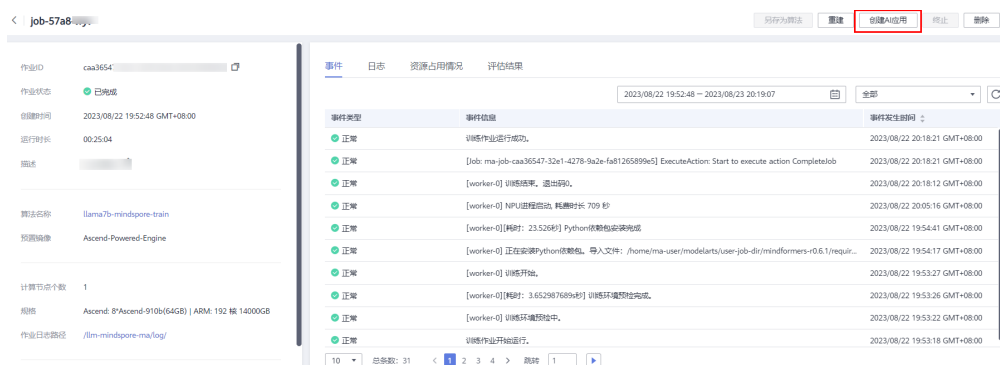 job-57a8
另存为算法 重建 创建AI应用 终止 删除
作业ID caa3654
作业状态 已完成
创建时间 2023/08/22 19:52:48 GMT+08:00
运行时长 00:25:04
描述
算法名称 llama7b-mindspore-train
预置镜像 Ascend-Powered-Engine
计算节点个数 1
规格 Ascend: 8*Ascend-910b(64GB) | ARM: 192 核 14000GB
作业日志路径 /llm-mindspore-ma/log/
事件 日志 资源占用情况 评估结果
2023/08/22 19:52:48 – 2023/08/23 20:19:07 全部
事件类型 事件信息 事件发生时间
正常 训练作业运行成功。 2023/08/22 20:18:21 GMT+08:00
正常 [Job: ma-job-caa36547-32e1-4278-9a2e-fa81265899e5] ExecuteAction: Start to execute action CompleteJob 2023/08/22 20:18:21 GMT+08:00
正常 [worker-0] 训练结束。退出码0。 2023/08/22 20:18:12 GMT+08:00
正常 [worker-0] NPU进程启动, 耗费时长 709 秒 2023/08/22 20:05:16 GMT+08:00
正常 [worker-0][耗时：23.526秒] Python依赖包安装完成 2023/08/22 19:54:41 GMT+08:00
正常 [worker-0] 正在安装Python依赖包。导入文件：/home/ma-user/modelarts/user-job-dir/mindformers-r0.6.1/requir... 2023/08/22 19:54:17 GMT+08:00
正常 [worker-0] 训练开始。 2023/08/22 19:53:27 GMT+08:00
正常 [worker-0][耗时：3.652987689s秒] 训练环境预检完成。 2023/08/22 19:53:26 GMT+08:00
正常 [worker-0] 训练环境预检中。 2023/08/22 19:53:22 GMT+08:00
正常 训练作业开始运行。 2023/08/22 19:53:18 GMT+08:00
10 总条数：31 < 1 2 3 4 > 跳转 1